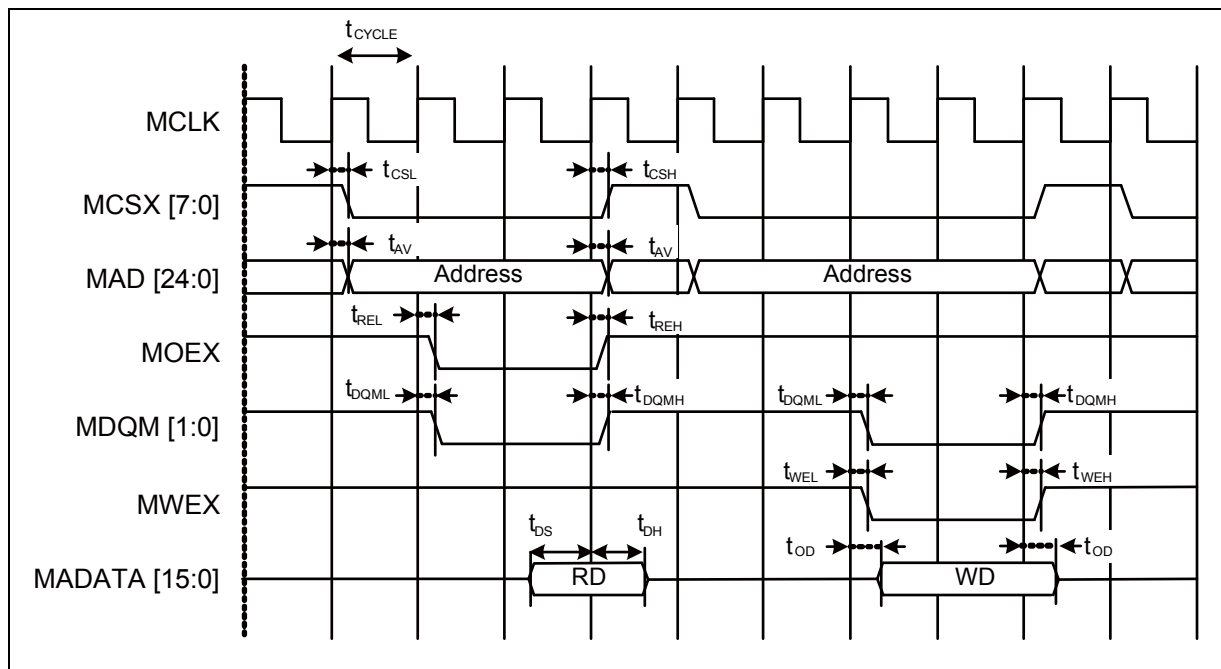 tCYCLE
MCLK
tCSL tCSH
MCSX [7:0]
tAV tAV
MAD [24:0] Address Address
tREL tREH
MOEX
tDQML tDQMH tDQML tDQMH
MDQM [1:0]
tWEL tWEH
MWEX
tDS tDH tOD tOD
MADATA [15:0] RD WD